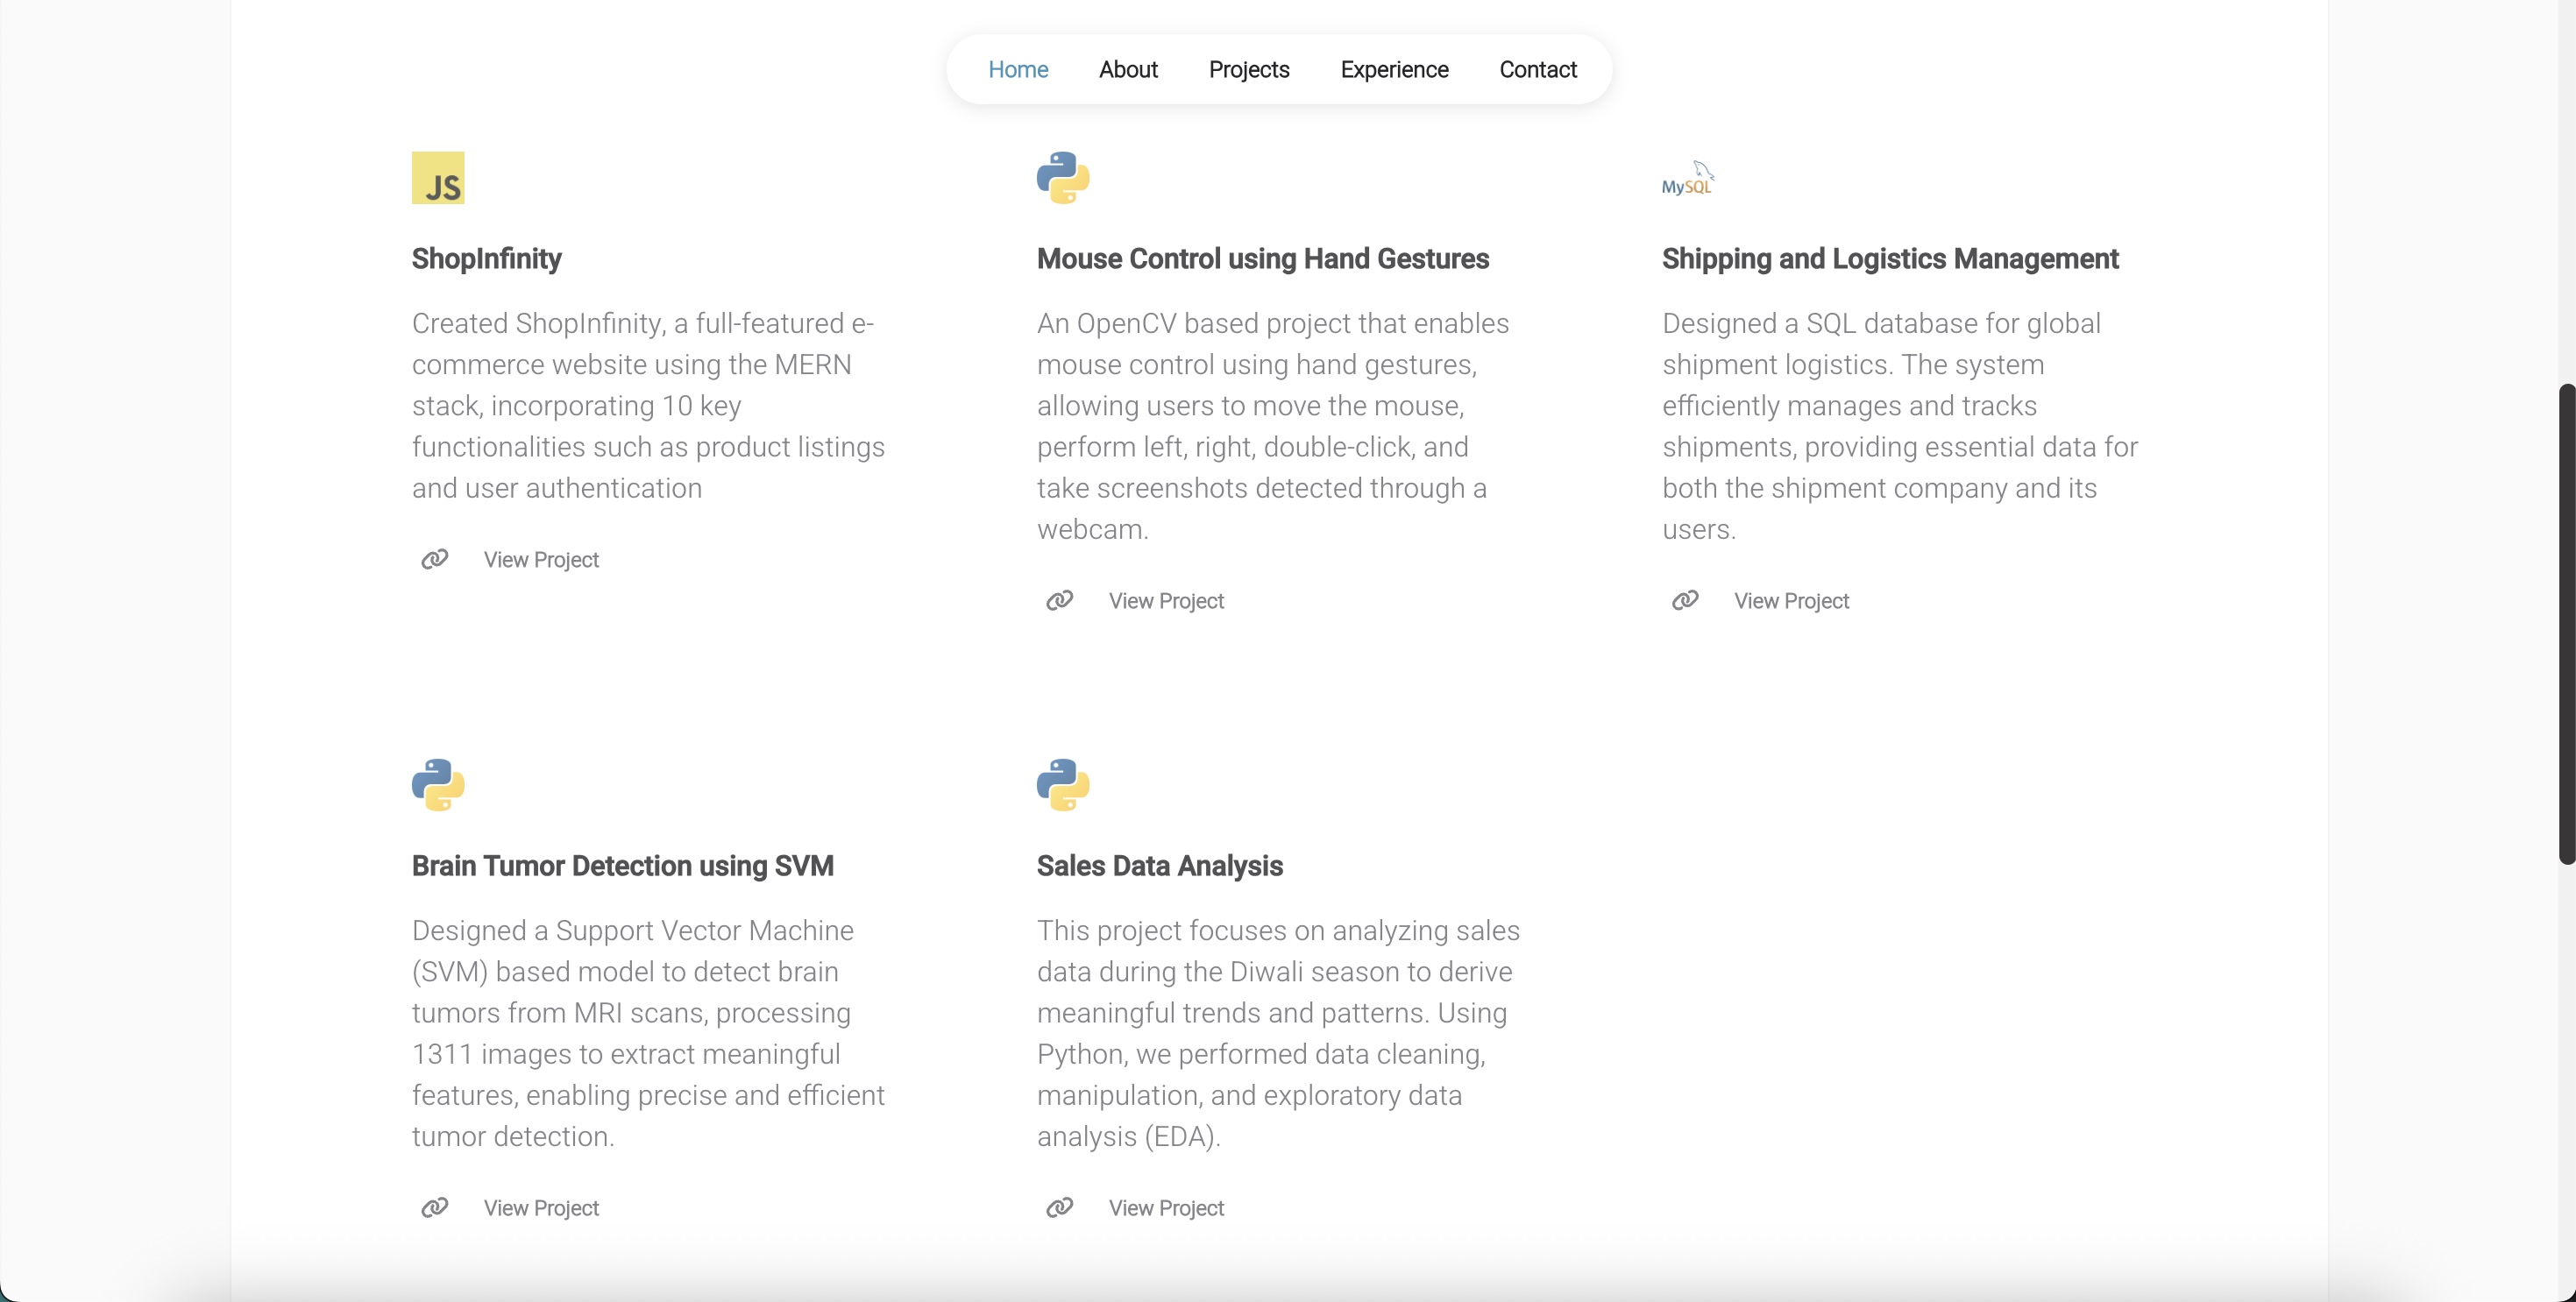 Home About Projects Experience Contact
JS
ShopInfinity
Created ShopInfinity, a full-featured e-
commerce website using the MERN
stack, incorporating 10 key
functionalities such as product listings
and user authentication
View Project
Mouse Control using Hand Gestures
An OpenCV based project that enables
mouse control using hand gestures,
allowing users to move the mouse,
perform left, right, double-click, and
take screenshots detected through a
webcam.
View Project
MySQL
Shipping and Logistics Management
Designed a SQL database for global
shipment logistics. The system
efficiently manages and tracks
shipments, providing essential data for
both the shipment company and its
users.
View Project
Brain Tumor Detection using SVM
Designed a Support Vector Machine
(SVM) based model to detect brain
tumors from MRI scans, processing
1311 images to extract meaningful
features, enabling precise and efficient
tumor detection.
View Project
Sales Data Analysis
This project focuses on analyzing sales
data during the Diwali season to derive
meaningful trends and patterns. Using
Python, we performed data cleaning,
manipulation, and exploratory data
analysis (EDA).
View Project